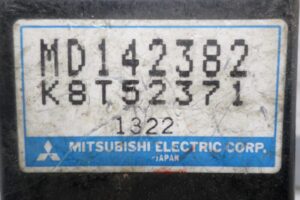 MD142382
K8T52371
1322
MITSUBISHI ELECTRIC CORP.
JAPAN